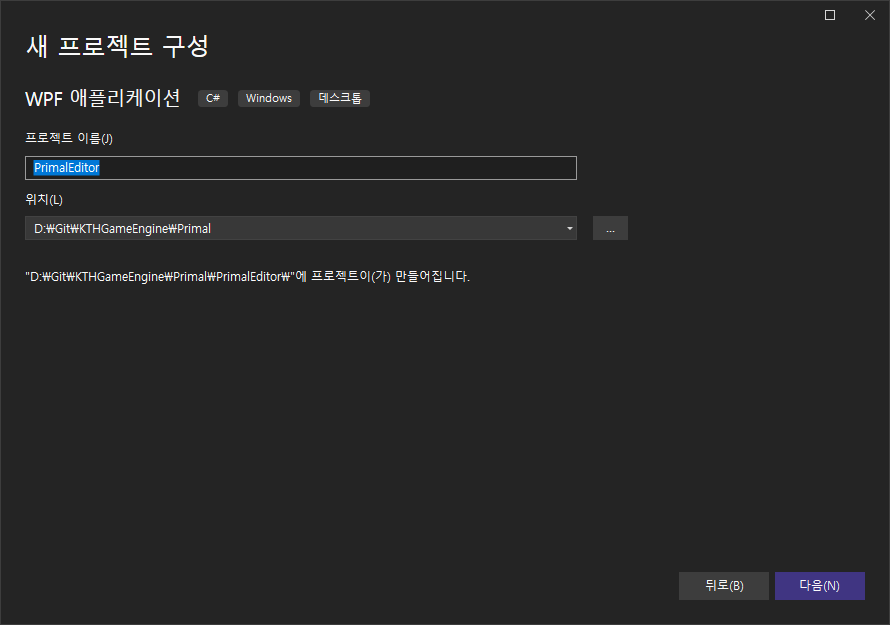 새 프로젝트 구성
WPF 애플리케이션 C# Windows 데스크톱
프로젝트 이름(J)
PrimalEditor
위치(L)
D:₩Git₩KTHGameEngine₩Primal
...
"D:₩Git₩KTHGameEngine₩Primal₩PrimalEditor₩"에 프로젝트이(가) 만들어집니다.
뒤로(B) 다음(N)